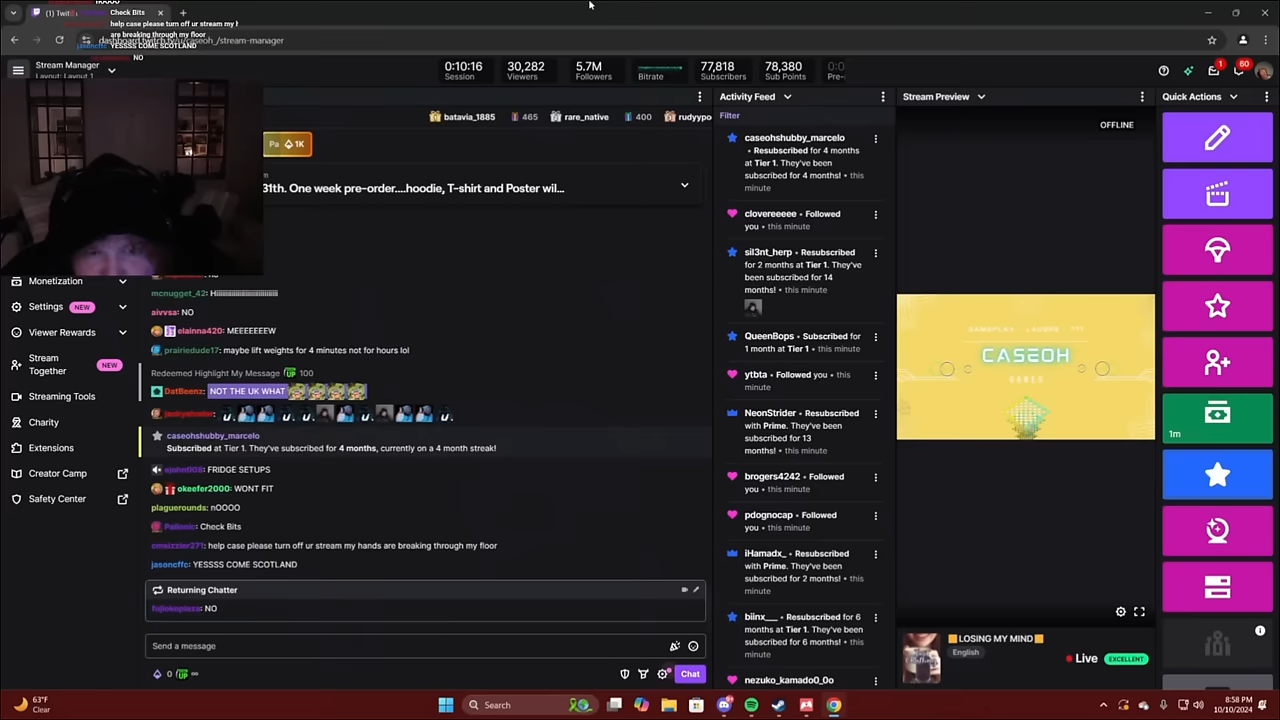 Check Bits
help case please turn off ur stream my h
are breaking through my floor
jasoncffc: YESSSS COME SCOTLAND
NO
dashboard.twitch.tv/u/caseoh_/stream-manager
Stream Manager
Layout: Layout 1
0:10:16
Session
30,282
Viewers
5.7M
Followers
Bitrate
77,818
Subscribers
78,380
Sub Points
batavia_1885
465
rare_native
400
rudyypo
Pa 1K
31th. One week pre-order....hoodie, T-shirt and Poster wil...
Monetization
Settings NEW
Viewer Rewards
Stream
Together
NEW
Streaming Tools
Charity
Extensions
Creator Camp
Safety Center
aivvsa: NO
elainna420: MEEEEEEEW
prairiedude17: maybe lift weights for 4 minutes not for hours lol
Redeemed Highlight My Message 100
DatBeenz: NOT THE UK WHAT
caseohshubby_marcelo
Subscribed at Tier 1. They've subscribed for 4 months, currently on a 4 month streak!
FRIDGE SETUPS
okeefer2000: WONT FIT
plaguerounds: nOOOO
Check Bits
help case please turn off ur stream my hands are breaking through my floor
jasoncffc: YESSSS COME SCOTLAND
Returning Chatter
NO
Send a message
0
Chat
Activity Feed
Filter
caseohshubby_marcelo
• Resubscribed
for 4 months
at Tier 1. They've
been subscribed
for 4 months! • this
minute
clovereeeee • Followed
you • this minute
sil3nt_herp • Resubscribed
for 2 months at Tier 1. They've
been subscribed for 14
months! • this minute
QueenBops • Subscribed for
1 month at Tier 1 • this minute
ytbta • Followed you • this
minute
NeonStrider • Resubscribed
with Prime. They've been
subscribed for 13
months! • this minute
brogers4242 • Followed
you • this minute
pdognocap • Followed
you • this minute
iHamadx_ • Resubscribed
with Prime. They've been
subscribed for 2 months! • this
minute
biinx___ • Resubscribed for 6
months at Tier 1. They've been
subscribed for 6 months! • this
minute
nezuko_kamado0_0o
Stream Preview
OFFLINE
CASEOH
GAMES
LOSING MY MIND
English
Live
EXCELLENT
Quick Actions
1
60
1m
63°F
Clear
Search
8:58 PM
10/10/2024